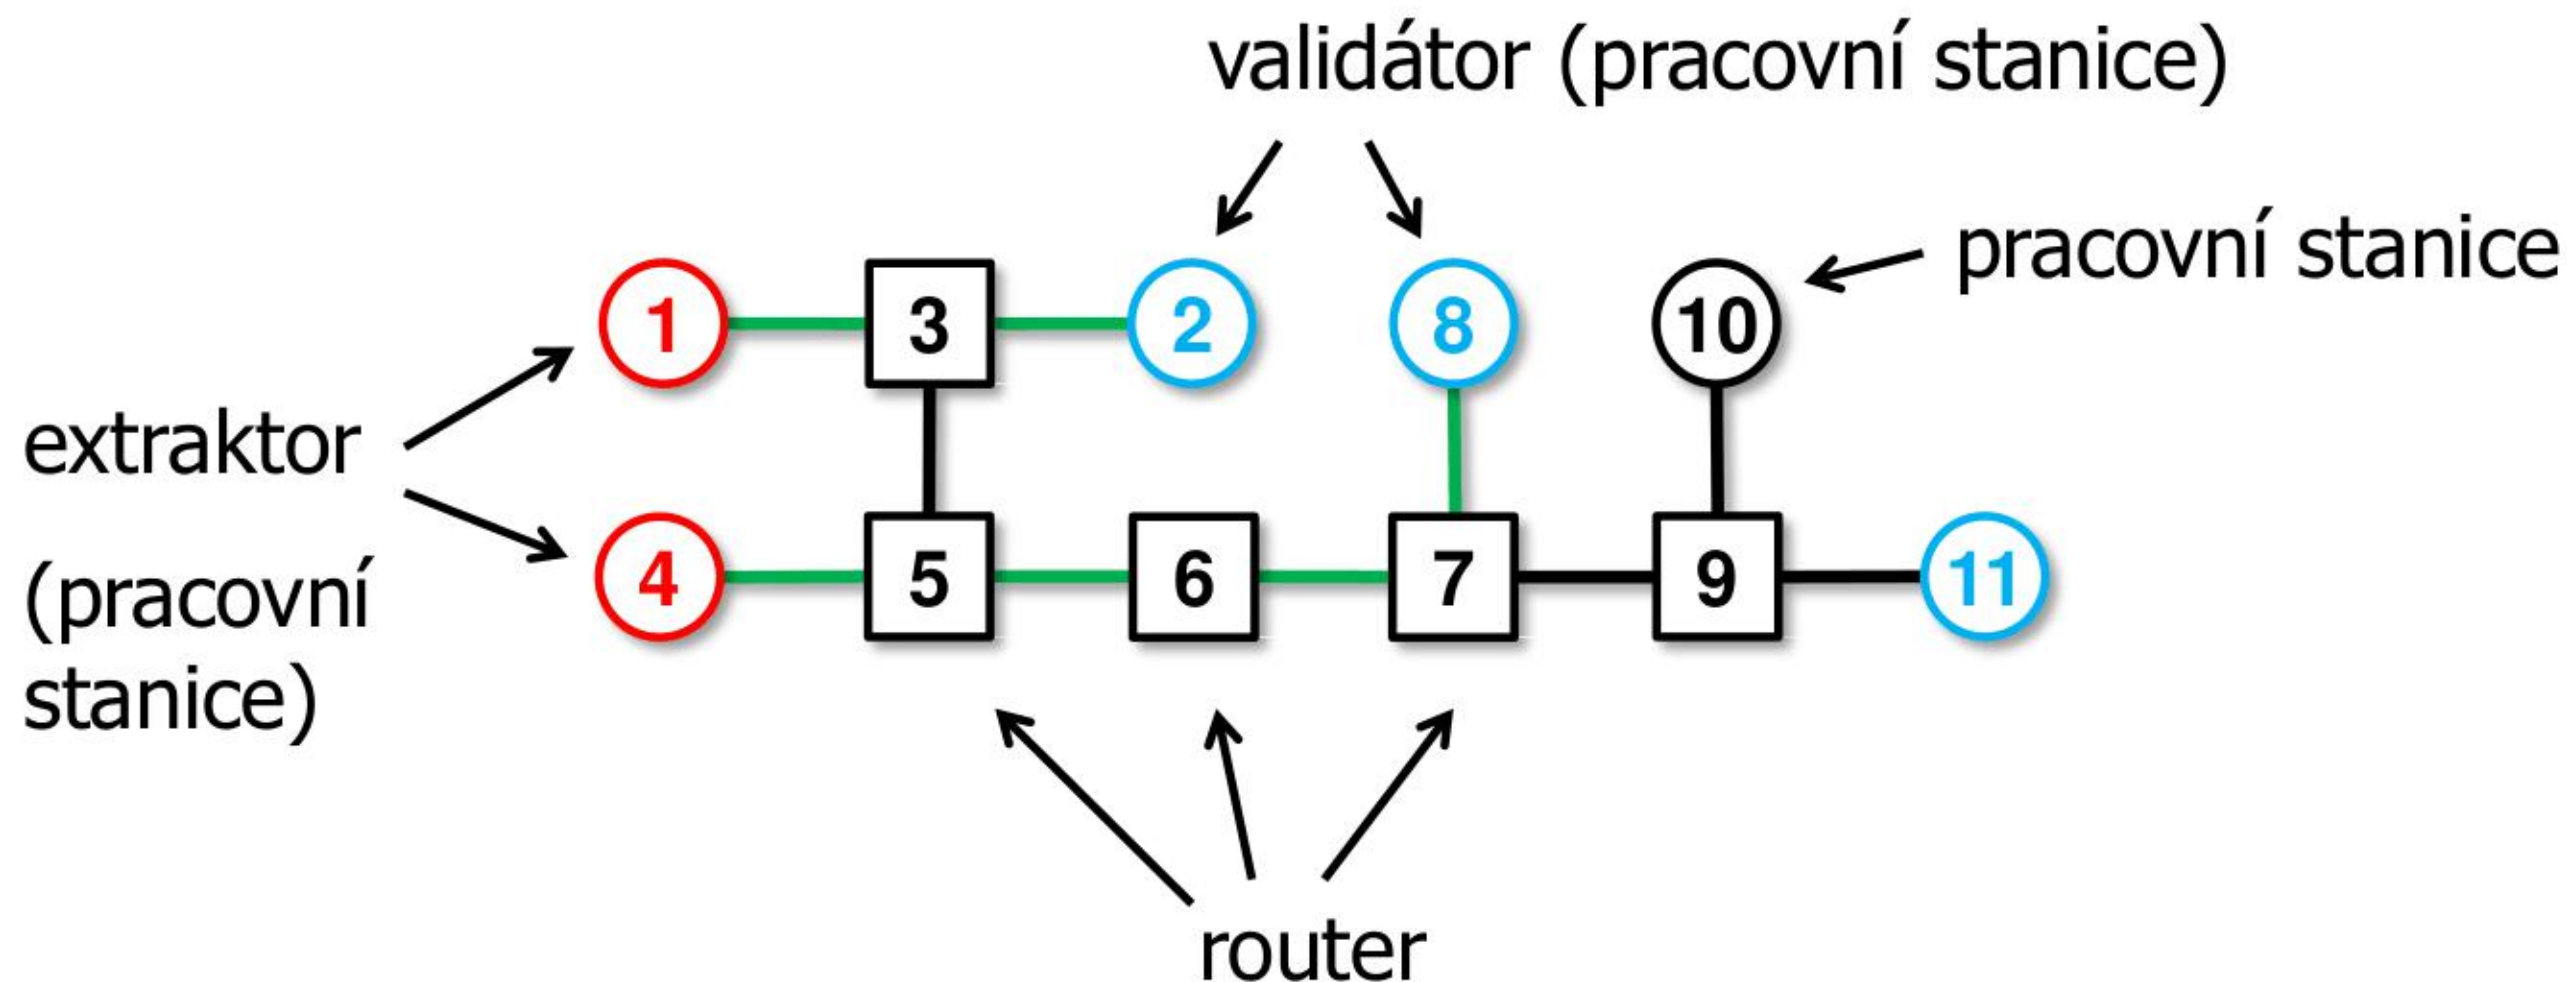 validátor (pracovní stanice)
pracovní stanice
1
3
2
8
10
extraktor
(pracovní
stanice)
4
5
6
7
9
11
router